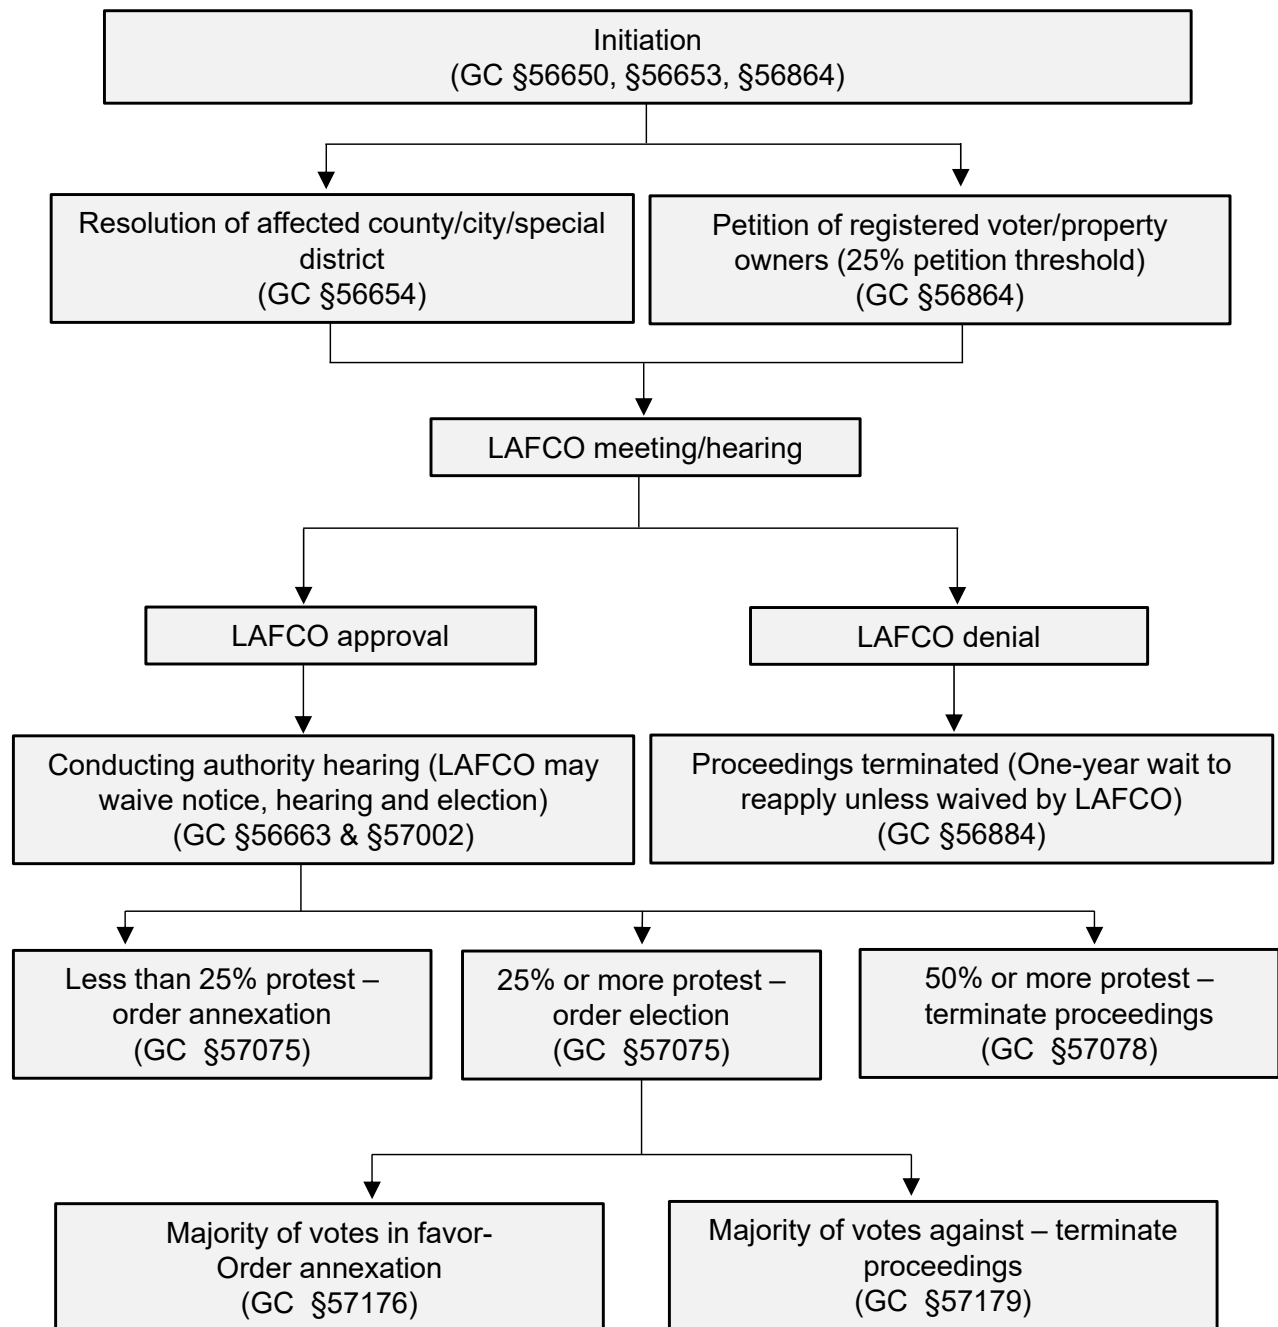 Initiation
(GC §56650, §56653, §56864)
Resolution of affected county/city/special
district
(GC §56654)
Petition of registered voter/property
owners (25% petition threshold)
(GC §56864)
LAFCO meeting/hearing
LAFCO approval
LAFCO denial
Conducting authority hearing (LAFCO may
waive notice, hearing and election)
(GC §56663 & §57002)
Proceedings terminated (One-year wait to
reapply unless waived by LAFCO)
(GC §56884)
Less than 25% protest –
order annexation
(GC §57075)
25% or more protest –
order election
(GC §57075)
50% or more protest –
terminate proceedings
(GC §57078)
Majority of votes in favor-
Order annexation
(GC §57176)
Majority of votes against – terminate
proceedings
(GC §57179)